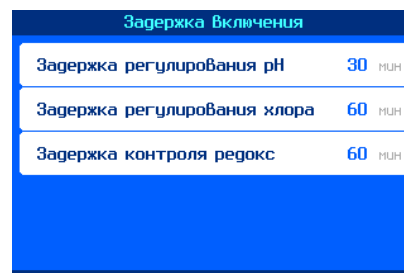 Задержка включения
Задержка регулирования pH 30 мин
Задержка регулирования хлора 60 мин
Задержка контроля редокс 60 мин